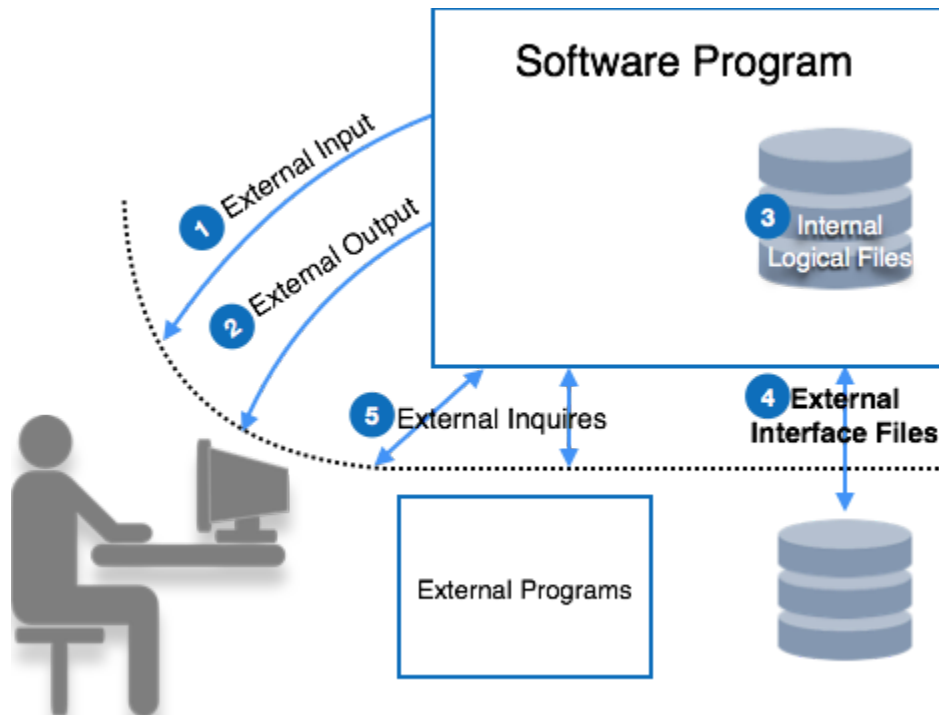 Software Program
1 External Input
2 External Output
3 Internal
Logical Files
5 External Inquires
4 External
Interface Files
External Programs